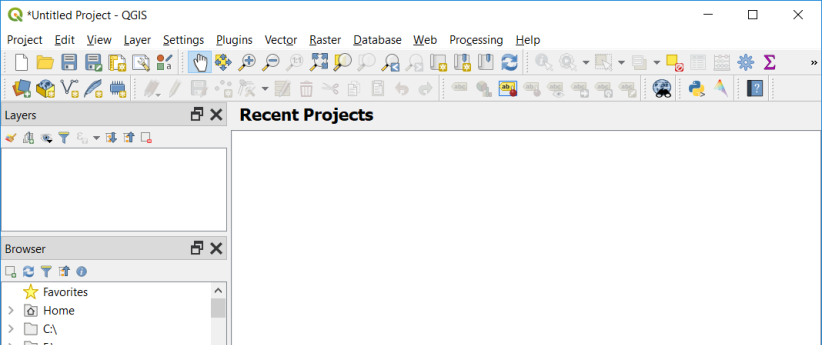 *Untitled Project - QGIS
Project Edit View Layer Settings Plugins Vector Raster Database Web Processing Help
Layers
Recent Projects
Browser
Favorites
Home
C:\